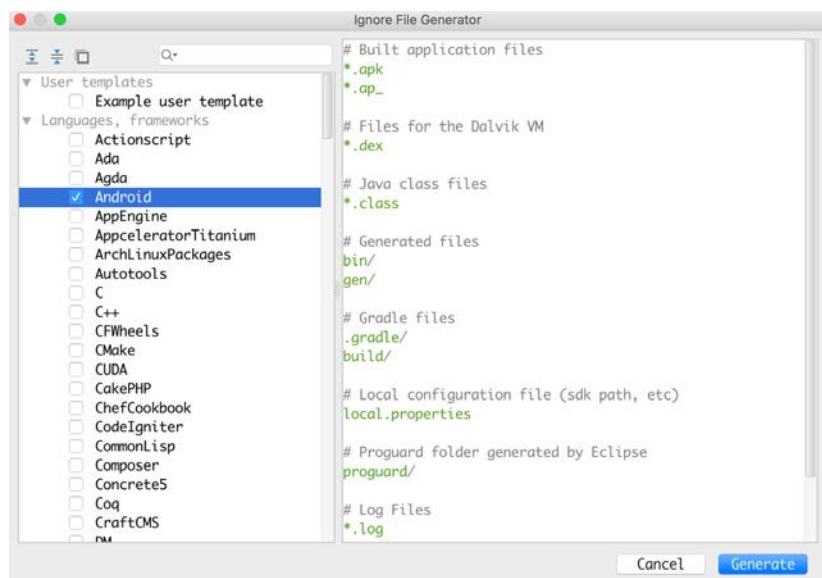 Ignore File Generator
User templates
Example user template
Languages, frameworks
Actionscript
Ada
Agda
Android
AppEngine
AppceleratorTitanium
ArchLinuxPackages
Autotools
C
C++
CFWheels
CMake
CUDA
CakePHP
ChefCookbook
CodeIgniter
CommonLisp
Composer
Concrete5
Coq
CraftCMS
DM
# Built application files
*.apk
*.ap_
# Files for the Dalvik VM
*.dex
# Java class files
*.class
# Generated files
bin/
gen/
# Gradle files
.gradle/
build/
# Local configuration file (sdk path, etc)
local.properties
# Proguard folder generated by Eclipse
proguard/
# Log Files
*.log
Cancel
Generate